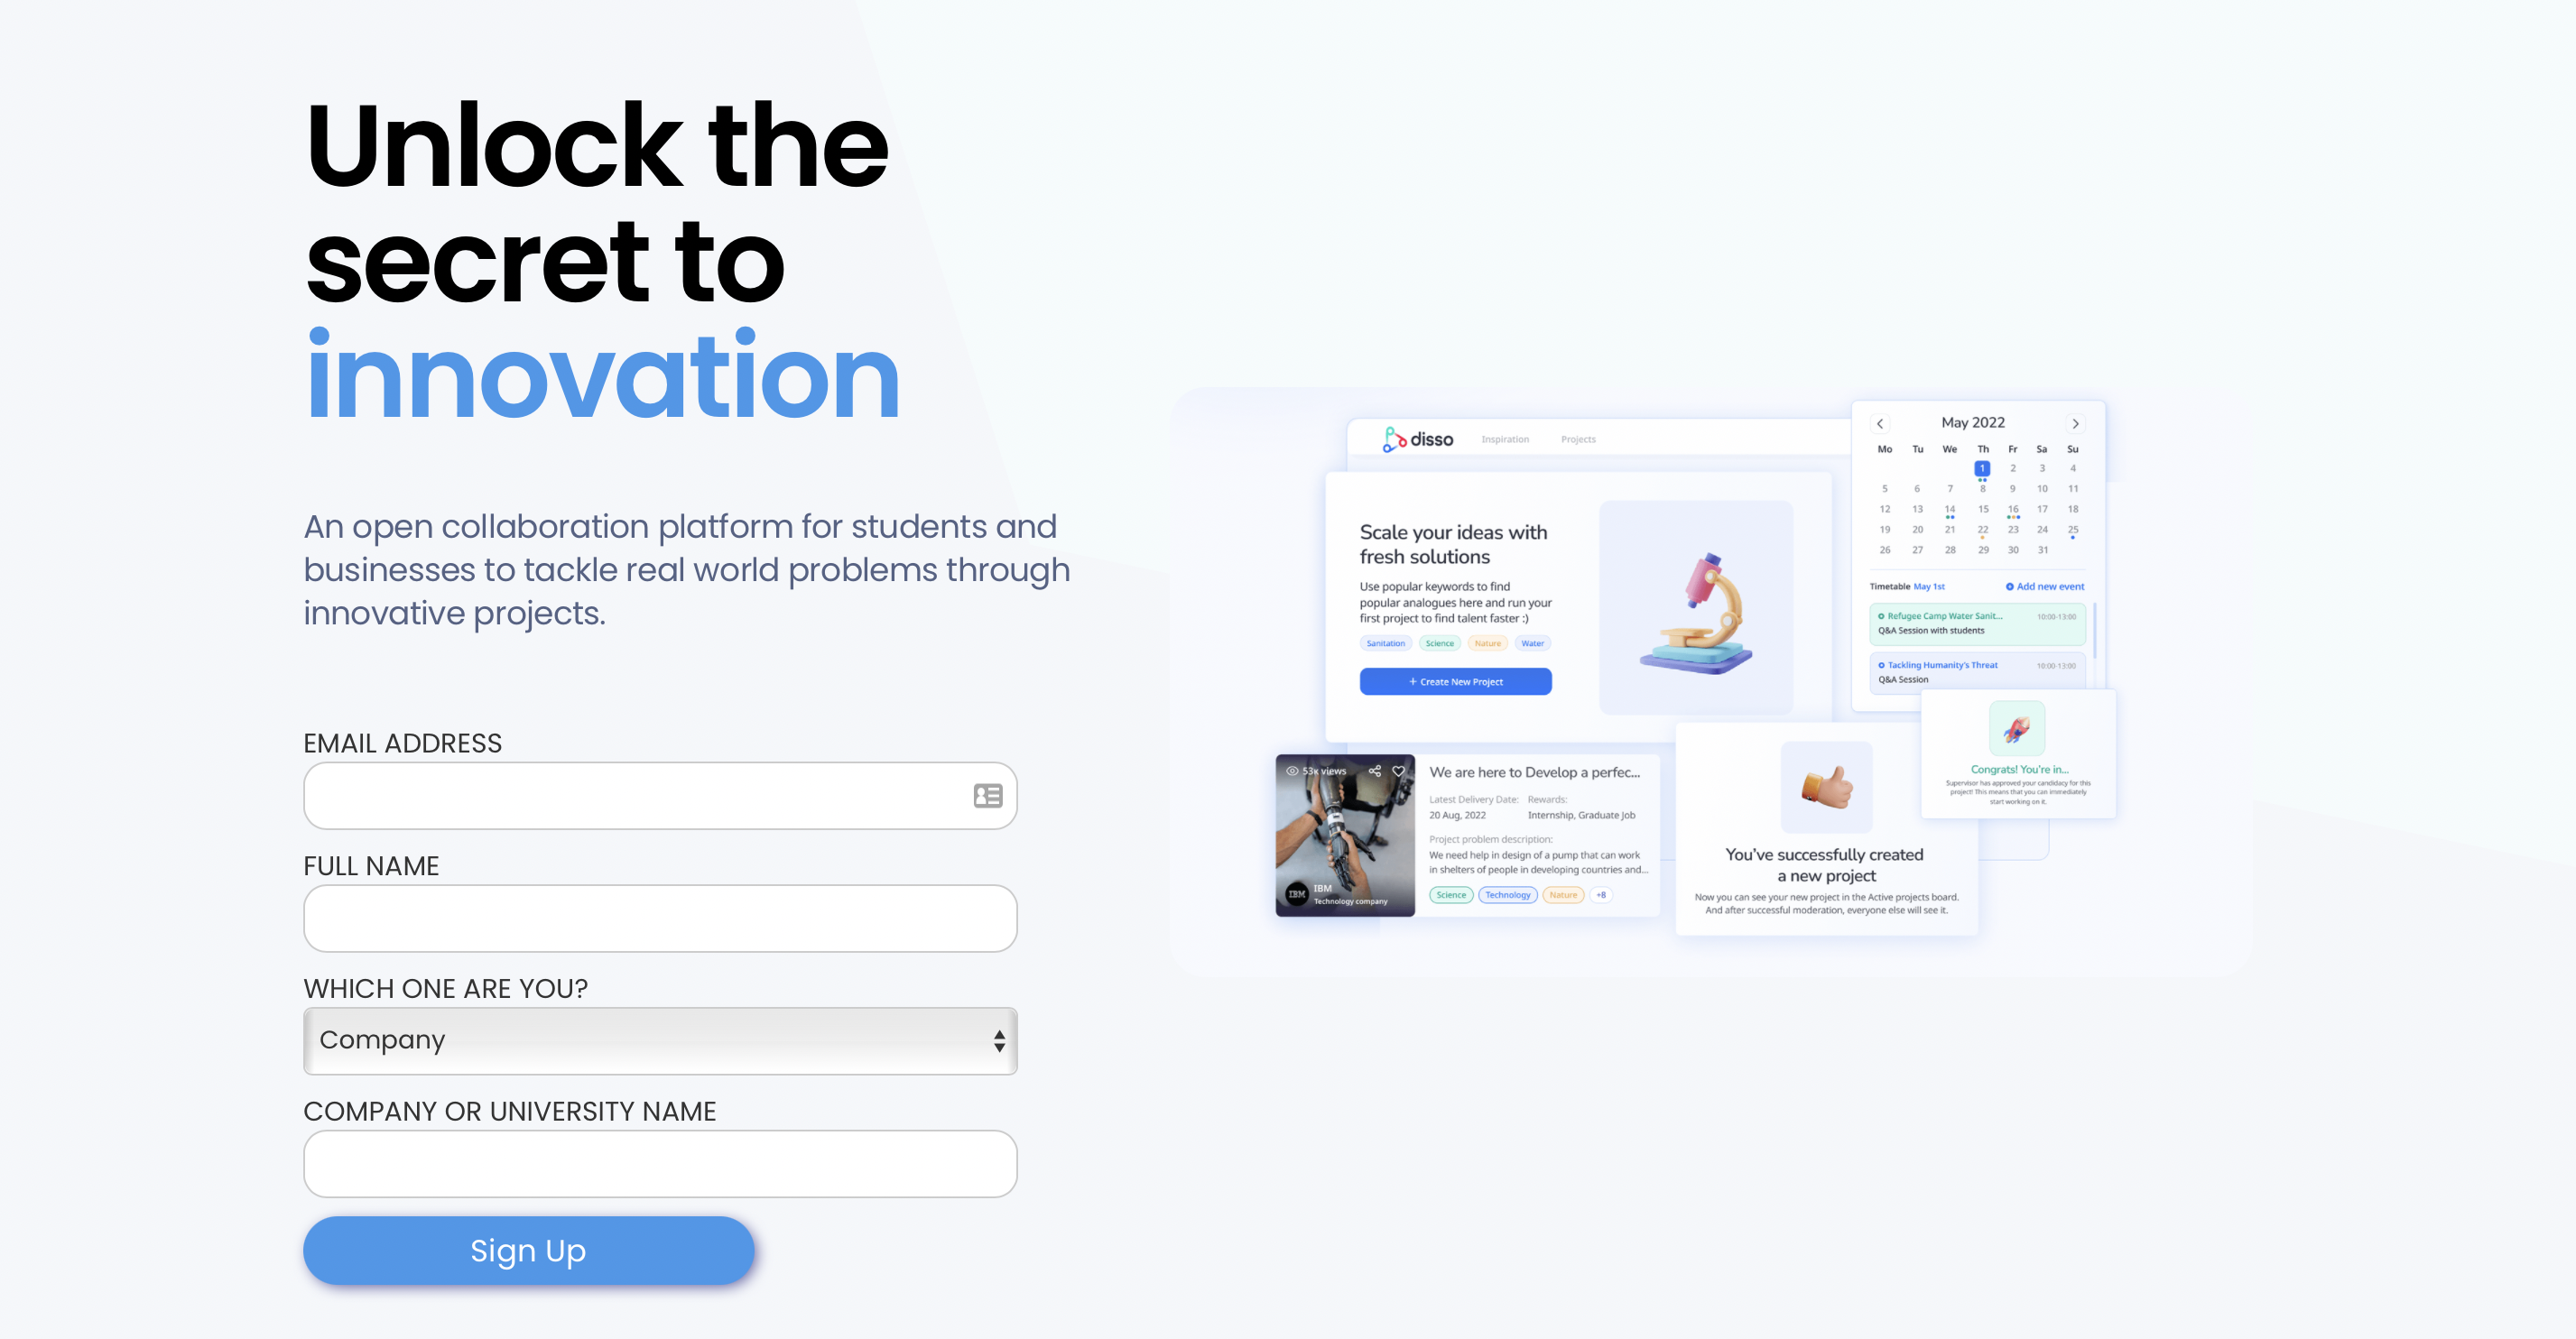 Unlock the
secret to
innovation
An open collaboration platform for students and
businesses to tackle real world problems through
innovative projects.
EMAIL ADDRESS
FULL NAME
WHICH ONE ARE YOU?
Company
COMPANY OR UNIVERSITY NAME
Sign Up
disso Inspiration Projects
Scale your ideas with
fresh solutions
Use popular keywords to find
popular analogues here and run your
first project to find talent faster :)
Sanitation Science Nature Water
+ Create New Project
May 2022
Mo Tu We Th Fr Sa Su
1 2 3 4
5 6 7 8 9 10 11
12 13 14 15 16 17 18
19 20 21 22 23 24 25
26 27 28 29 30 31
Timetable May 1st Add new event
Refugee Camp Water Sanit... 10:00-13:00
Q&A Session with students
Tackling Humanity's Threat 10:00-13:00
Q&A Session
Congrats! You're in...
Supervisor has approved your candidacy for this
project! This means that you can immediately
start working on it.
53K views
IBM
IBM
Technology company
We are here to Develop a perfec...
Latest Delivery Date: Rewards:
20 Aug, 2022 Internship, Graduate Job
Project problem description:
We need help in design of a pump that can work
in shelters of people in developing countries and...
Science Technology Nature +8
You've successfully created
a new project
Now you can see your new project in the Active projects board.
And after successful moderation, everyone else will see it.